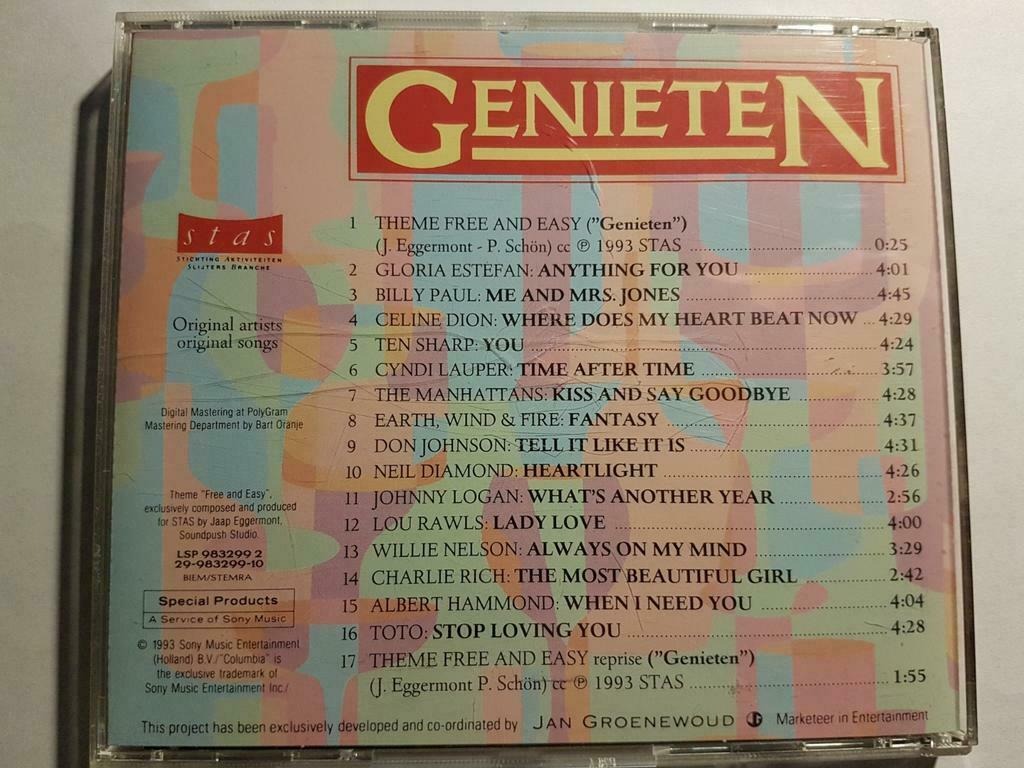 GENIETEN
1 THEME FREE AND EASY ("Genieten")
(J. Eggermont - P. Schön) cc ℗ 1993 STAS ........ 0:25
2 GLORIA ESTEFAN: ANYTHING FOR YOU ........ 4:01
3 BILLY PAUL: ME AND MRS. JONES ........ 4:45
4 CELINE DION: WHERE DOES MY HEART BEAT NOW ... 4:29
5 TEN SHARP: YOU ........ 4:24
6 CYNDI LAUPER: TIME AFTER TIME ........ 3:57
7 THE MANHATTANS: KISS AND SAY GOODBYE ........ 4:28
8 EARTH, WIND & FIRE: FANTASY ........ 4:37
9 DON JOHNSON: TELL IT LIKE IT IS ........ 4:31
10 NEIL DIAMOND: HEARTLIGHT ........ 4:26
11 JOHNNY LOGAN: WHAT'S ANOTHER YEAR ........ 2:56
12 LOU RAWLS: LADY LOVE ........ 4:00
13 WILLIE NELSON: ALWAYS ON MY MIND ........ 3:29
14 CHARLIE RICH: THE MOST BEAUTIFUL GIRL ........ 2:42
15 ALBERT HAMMOND: WHEN I NEED YOU ........ 4:04
16 TOTO: STOP LOVING YOU ........ 4:28
17 THEME FREE AND EASY reprise ("Genieten")
(J. Eggermont P. Schön) cc ℗ 1993 STAS ........ 1:55
stas
STICHTING AKTIVITEITEN
SLIJTERS BRANCHE
Original artists
original songs
Digital Mastering at PolyGram
Mastering Department by Bart Oranje
Theme "Free and Easy",
exclusively composed and produced
for STAS by Jaap Eggermont,
Soundpush Studio.
LSP 983299 2
29-983299-10
BIEM/STEMRA
Special Products
A Service of Sony Music
© 1993 Sony Music Entertainment
(Holland) B.V./"Columbia" is
the exclusive trademark of
Sony Music Entertainment Inc./
This project has been exclusively developed and co-ordinated by JAN GROENEWOUD JG Marketeer in Entertainment